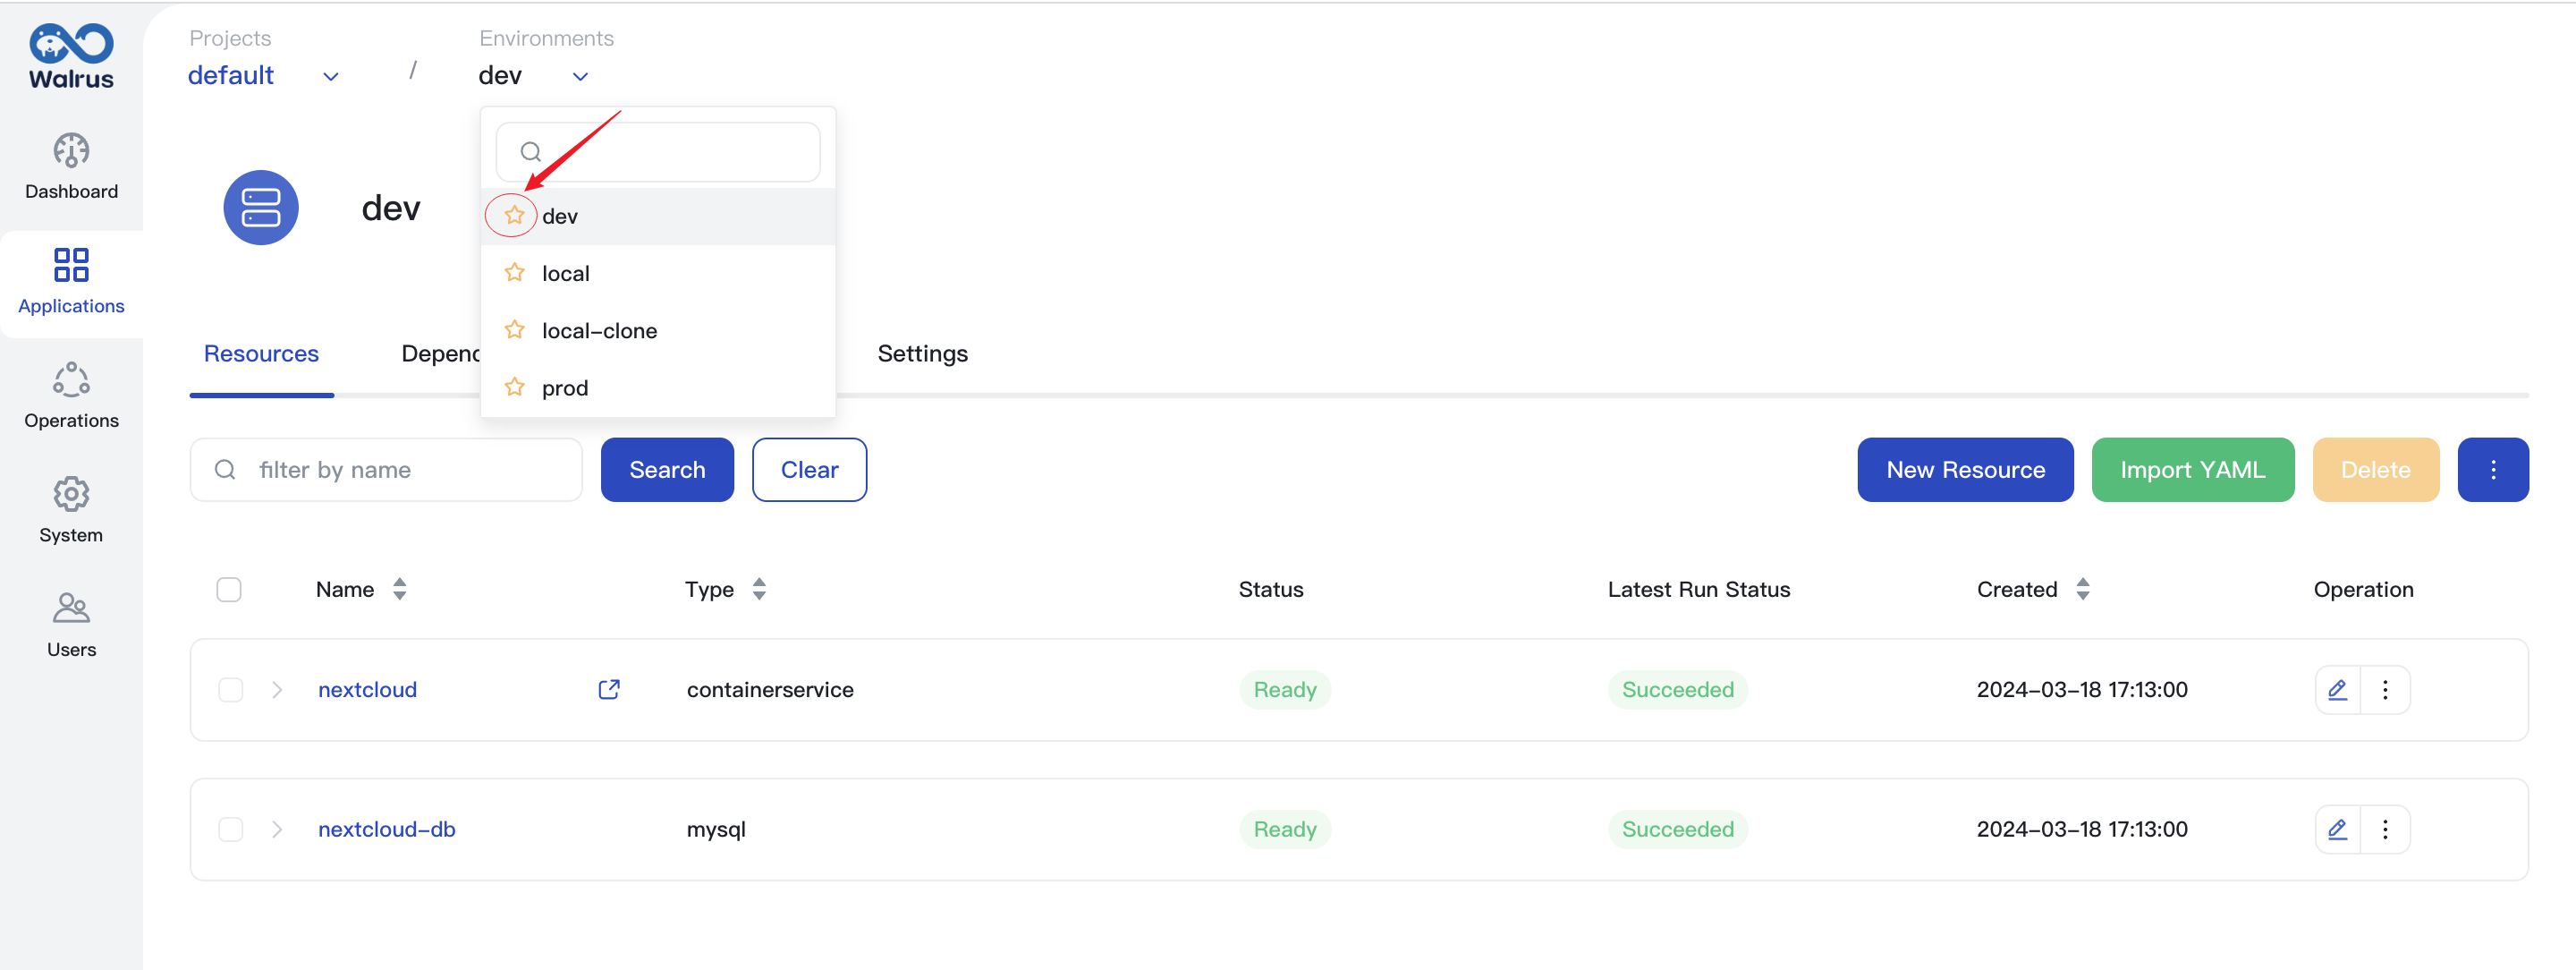 Walrus
Dashboard
Applications
Operations
System
Users
Projects
default
/
Environments
dev
dev
dev
local
local-clone
prod
Resources
Settings
filter by name
Search
Clear
New Resource
Import YAML
Delete
Name Type Status Latest Run Status Created Operation
nextcloud containerservice Ready Succeeded 2024-03-18 17:13:00
nextcloud-db mysql Ready Succeeded 2024-03-18 17:13:00